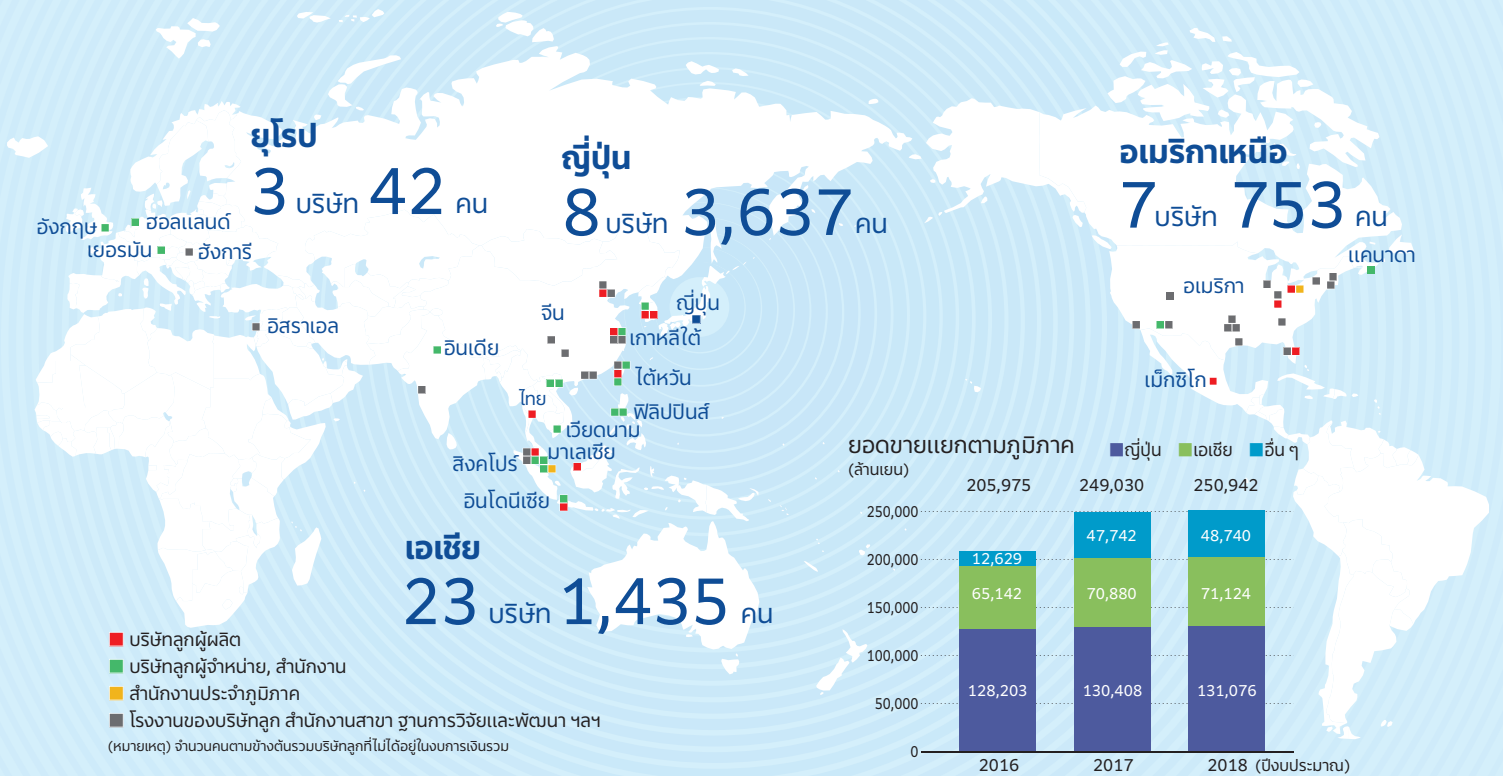 ยุโรป
3 บริษัท 42 คน
ญี่ปุ่น
8 บริษัท 3,637 คน
อเมริกาเหนือ
7 บริษัท 753 คน
อังกฤษ
ฮอลแลนด์
เยอรมัน
ฮังการี
อิสราเอล
อินเดีย
จีน
ญี่ปุ่น
เกาหลีใต้
ไต้หวัน
ไทย
ฟิลิปปินส์
เวียดนาม
มาเลเซีย
สิงคโปร์
อินโดนีเซีย
แคนาดา
อเมริกา
เม็กซิโก
เอเชีย
23 บริษัท 1,435 คน
บริษัทลูกผู้ผลิต
บริษัทลูกผู้จำหน่าย, สำนักงาน
สำนักงานประจำภูมิภาค
โรงงานของบริษัทลูก สำนักงานสาขา ฐานการวิจัยและพัฒนา ฯลฯ
(หมายเหตุ) จำนวนคนตามข้างต้นรวมบริษัทลูกที่ไม่ได้อยู่ในงบการเงินรวม
ยอดขายแยกตามภูมิภาค
(ล้านเยน)
ญี่ปุ่น เอเชีย อื่น ๆ
205,975 249,030 250,942
250,000
200,000
150,000
100,000
50,000
0
12,629 47,742 48,740
65,142 70,880 71,124
128,203 130,408 131,076
2016 2017 2018 (ปีงบประมาณ)